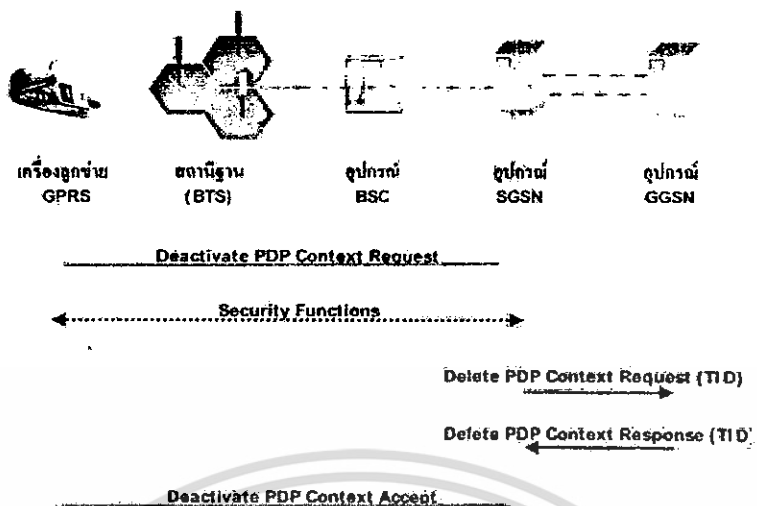 เครื่องลูกข่าย สถานีฐาน อุปกรณ์ อุปกรณ์ อุปกรณ์
GPRS (BTS) BSC SGSN GGSN
Deactivate PDP Context Request
Security Functions
Delete PDP Context Request (TID)
Delete PDP Context Response (TID)
Deactivate PDP Context Accept